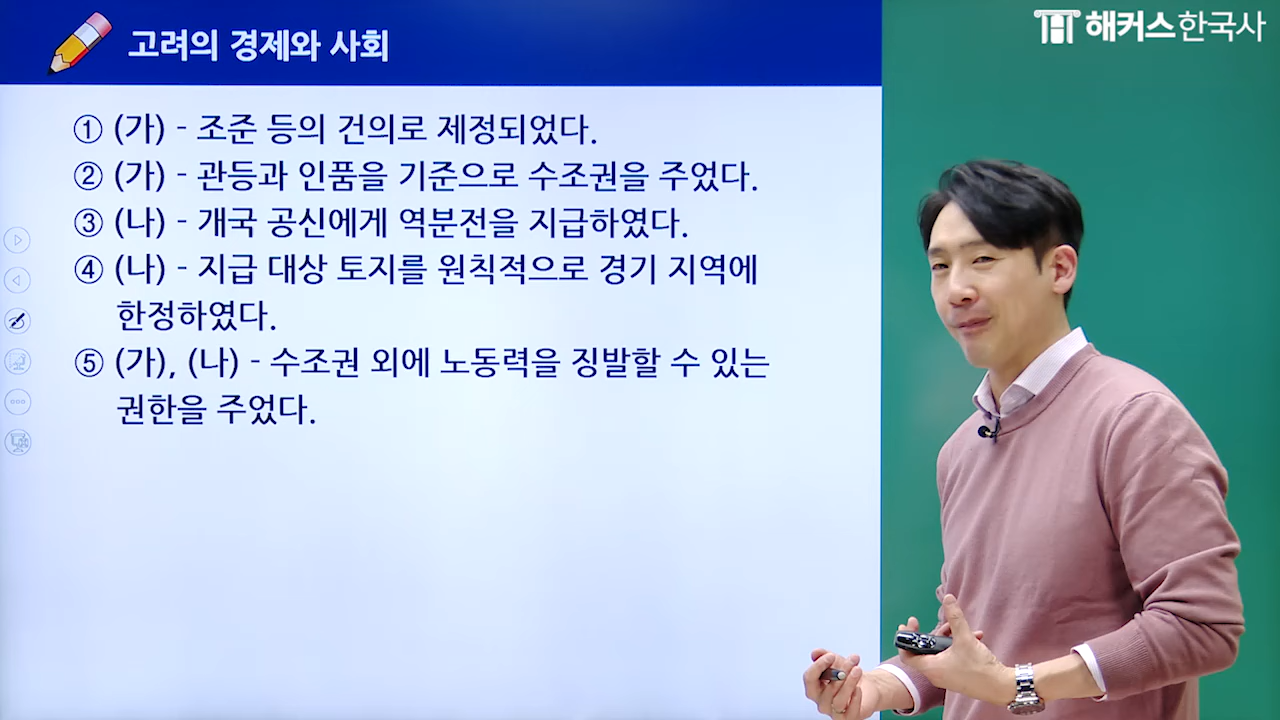 고려의 경제와 사회
해커스한국사
① (가) - 조준 등의 건의로 제정되었다.
② (가) - 관등과 인품을 기준으로 수조권을 주었다.
③ (나) - 개국 공신에게 역분전을 지급하였다.
④ (나) - 지급 대상 토지를 원칙적으로 경기 지역에
한정하였다.
⑤ (가), (나) - 수조권 외에 노동력을 징발할 수 있는
권한을 주었다.